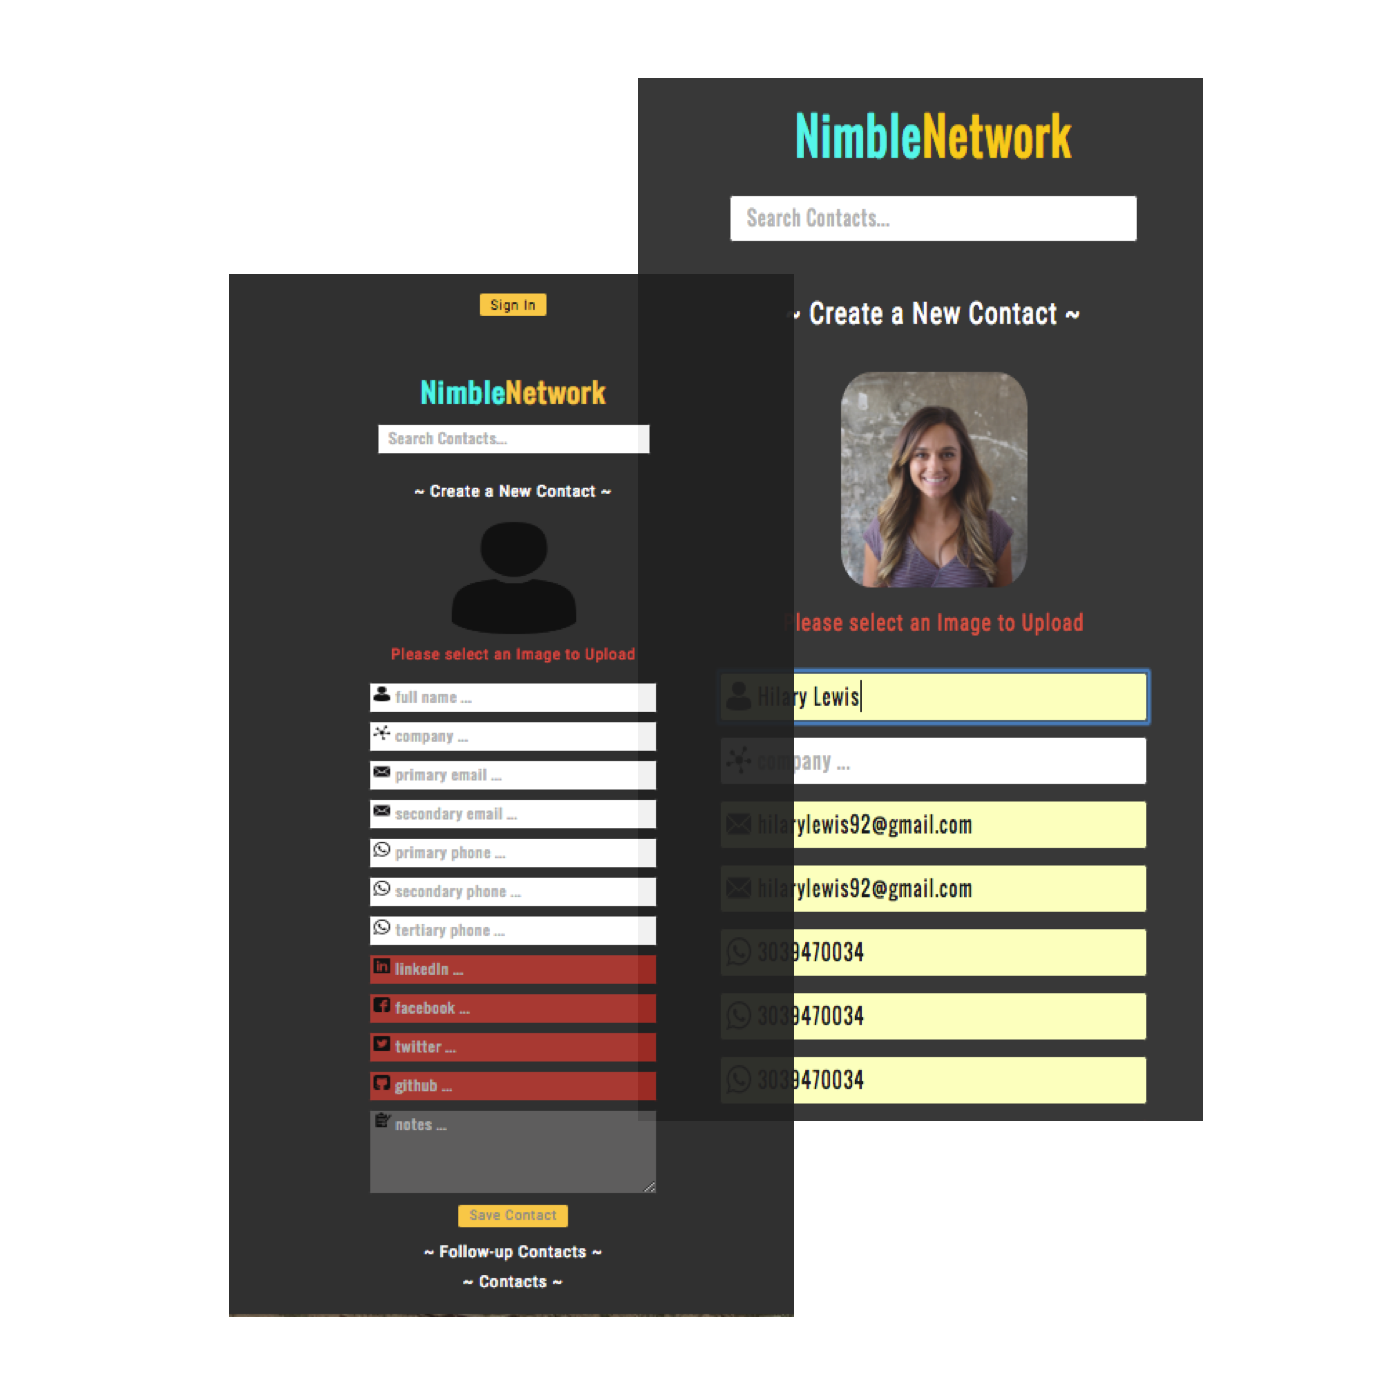 Sign In
NimbleNetwork
Search Contacts...
~ Create a New Contact ~
Please select an Image to Upload
full name ...
company ...
primary email ...
secondary email ...
primary phone ...
secondary phone ...
tertiary phone ...
linkedIn ...
facebook ...
twitter ...
github ...
notes ...
Save Contact
~ Follow-up Contacts ~
~ Contacts ~
NimbleNetwork
Search Contacts...
~ Create a New Contact ~
Please select an Image to Upload
Hilary Lewis
company ...
hilarylewis92@gmail.com
hilarylewis92@gmail.com
3039470034
3039470034
3039470034